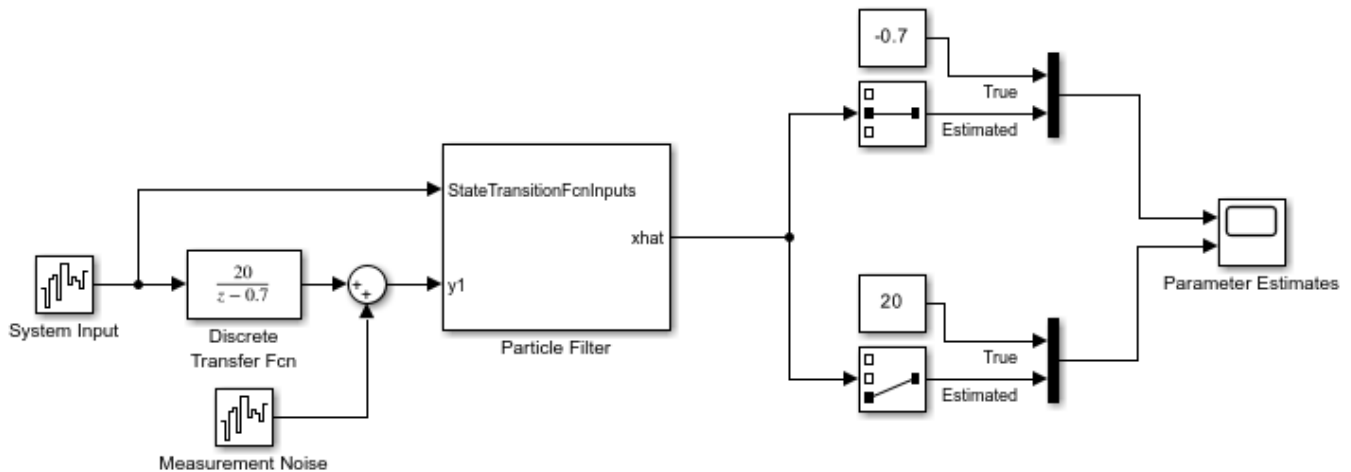 -0.7
True
Estimated
StateTransitionFcnInputs
xhat
y1
Particle Filter
System Input
20
z − 0.7
Discrete
Transfer Fcn
+
+
Measurement Noise
20
True
Estimated
Parameter Estimates